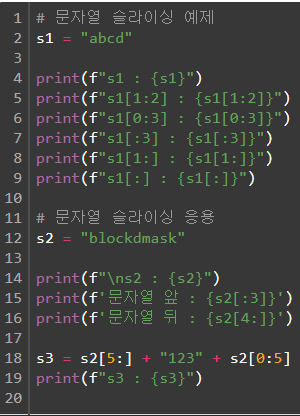 1 # 문자열 슬라이싱 예제
2 s1 = "abcd"
3
4 print(f"s1 : {s1}")
5 print(f"s1[1:2] : {s1[1:2]}")
6 print(f"s1[0:3] : {s1[0:3]}")
7 print(f"s1[:3] : {s1[:3]}")
8 print(f"s1[1:] : {s1[1:]}")
9 print(f"s1[:] : {s1[:]}")
10
11 # 문자열 슬라이싱 응용
12 s2 = "blockdmask"
13
14 print(f"\ns2 : {s2}")
15 print(f'문자열 앞 : {s2[:3]}')
16 print(f'문자열 뒤 : {s2[4:]}')
17
18 s3 = s2[5:] + "123" + s2[0:5]
19 print(f"s3 : {s3}")
20